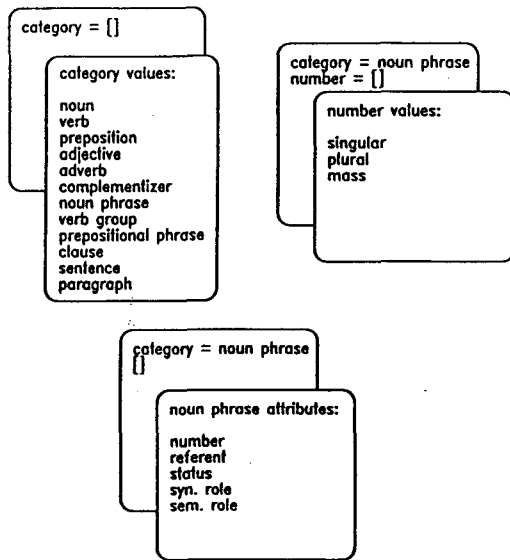 category = []
category values:
noun
verb
preposition
adjective
adverb
complementizer
noun phrase
verb group
prepositional phrase
clause
sentence
paragraph
category = noun phrase
number = []
number values:
singular
plural
mass
category = noun phrase
[]
noun phrase attributes:
number
referent
status
syn. role
sem. role